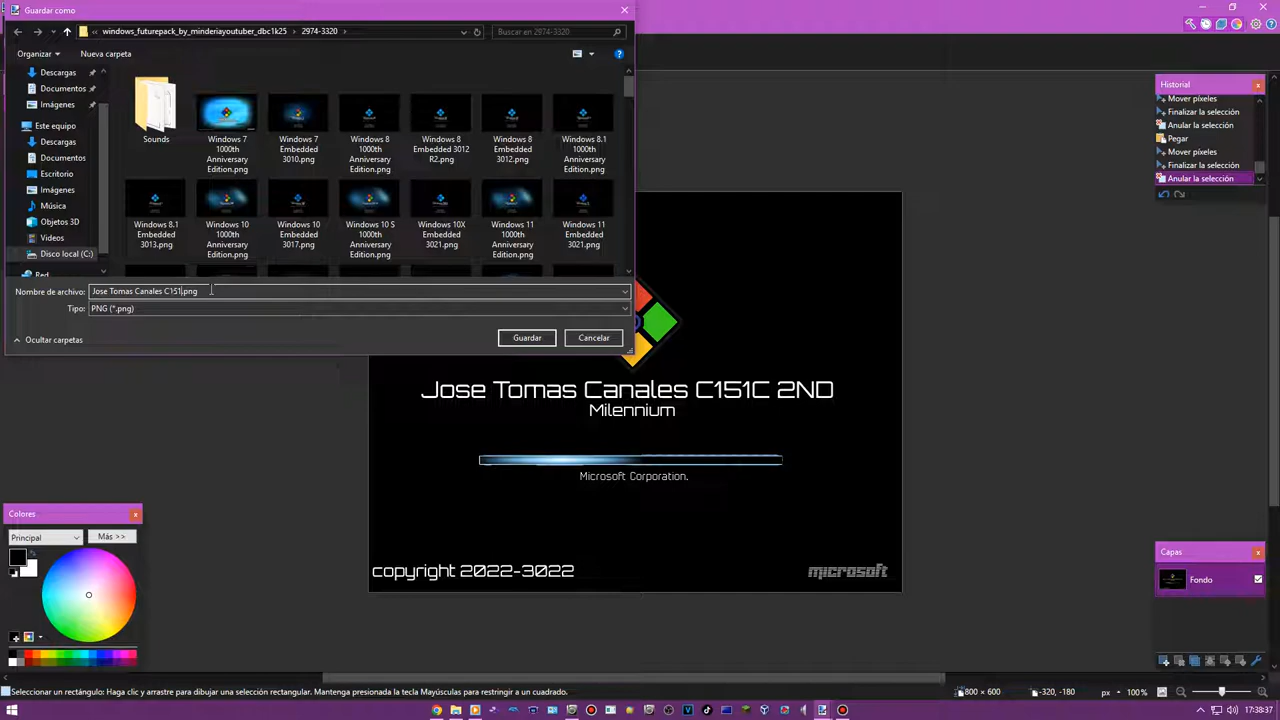 Guardar como
windows_futurepack_by_minderiayoutuber_dbc1k25 > 2974-3320 >
Buscar en 2974-3320
Organizar
Nueva carpeta
Descargas
Documentos
Imágenes
Este equipo
Descargas
Documentos
Escritorio
Imágenes
Música
Objetos 3D
Videos
Disco local (C:)
Red
Sounds
Windows 7 1000th Anniversary Edition.png
Windows 7 Embedded 3010.png
Windows 8 1000th Anniversary Edition.png
Windows 8 Embedded 3012 R2.png
Windows 8 Embedded 3012.png
Windows 8.1 1000th Anniversary Edition.png
Windows 8.1 Embedded 3013.png
Windows 10 1000th Anniversary Edition.png
Windows 10 Embedded 3017.png
Windows 10 S 1000th Anniversary Edition.png
Windows 10X Embedded 3021.png
Windows 11 1000th Anniversary Edition.png
Windows 11 Embedded 3021.png
Nombre de archivo: Jose Tomas Canales C151.png
Tipo: PNG (*.png)
Ocultar carpetas
Guardar
Cancelar
Historial
Mover píxeles
Finalizar la selección
Anular la selección
Pegar
Mover píxeles
Finalizar la selección
Anular la selección
Jose Tomas Canales C151C 2ND
Milennium
Microsoft Corporation.
copyright 2022-3022
microsoft
Colores
Principal
Más >>
Capas
Fondo
Seleccionar un rectángulo: Haga clic y arrastre para dibujar una selección rectangular. Mantenga presionada la tecla Mayúsculas para restringir a un cuadrado.
800 × 600
-320, -180
px
100%
17:38:37